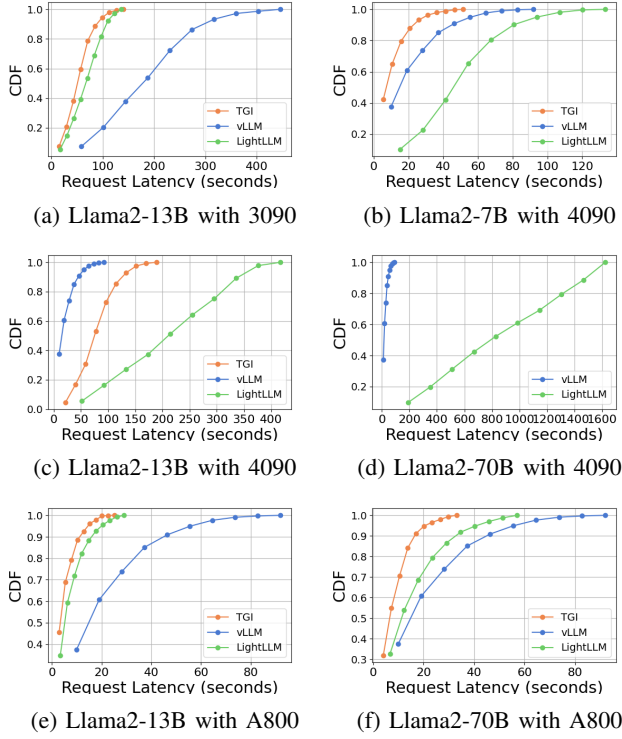 1.0
0.8
0.6
0.4
0.2
CDF
TGI
vLLM
LightLLM
0 100 200 300 400
Request Latency (seconds)
(a) Llama2-13B with 3090
1.0
0.8
0.6
0.4
0.2
CDF
TGI
vLLM
LightLLM
0 20 40 60 80 100 120
Request Latency (seconds)
(b) Llama2-7B with 4090
1.0
0.8
0.6
0.4
0.2
0.0
CDF
TGI
vLLM
LightLLM
0 50 100 150 200 250 300 350 400
Request Latency (seconds)
(c) Llama2-13B with 4090
1.0
0.8
0.6
0.4
0.2
CDF
vLLM
LightLLM
0 200 400 600 800 1000 1200 1400 1600
Request Latency (seconds)
(d) Llama2-70B with 4090
1.0
0.9
0.8
0.7
0.6
0.5
0.4
CDF
TGI
vLLM
LightLLM
0 20 40 60 80
Request Latency (seconds)
(e) Llama2-13B with A800
1.0
0.9
0.8
0.7
0.6
0.5
0.4
0.3
CDF
TGI
vLLM
LightLLM
0 20 40 60 80
Request Latency (seconds)
(f) Llama2-70B with A800